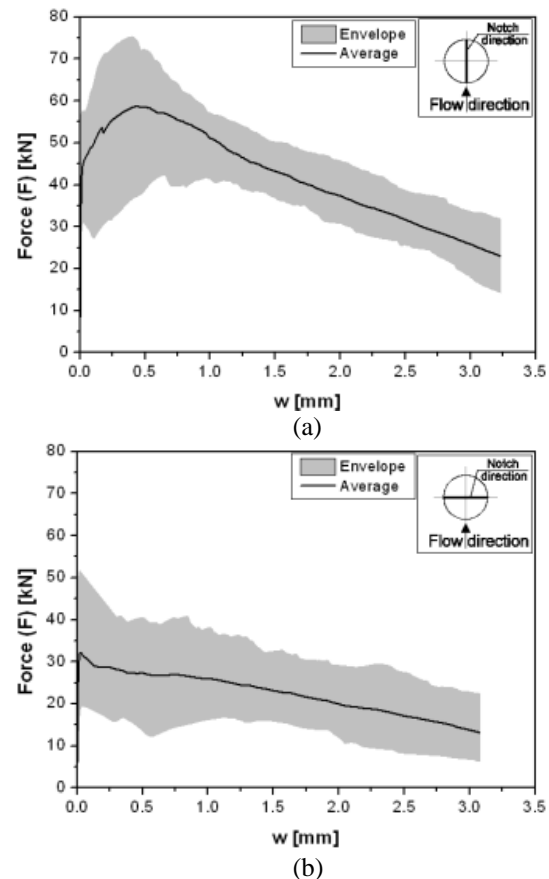 80
70
60
50
40
30
20
10
0
Force (F) [kN]
Envelope
Average
Notch
direction
Flow direction
0.0 0.5 1.0 1.5 2.0 2.5 3.0 3.5
w [mm]
(a)
80
70
60
50
40
30
20
10
0
Force (F) [kN]
Envelope
Average
Notch
direction
Flow direction
0.0 0.5 1.0 1.5 2.0 2.5 3.0 3.5
w [mm]
(b)